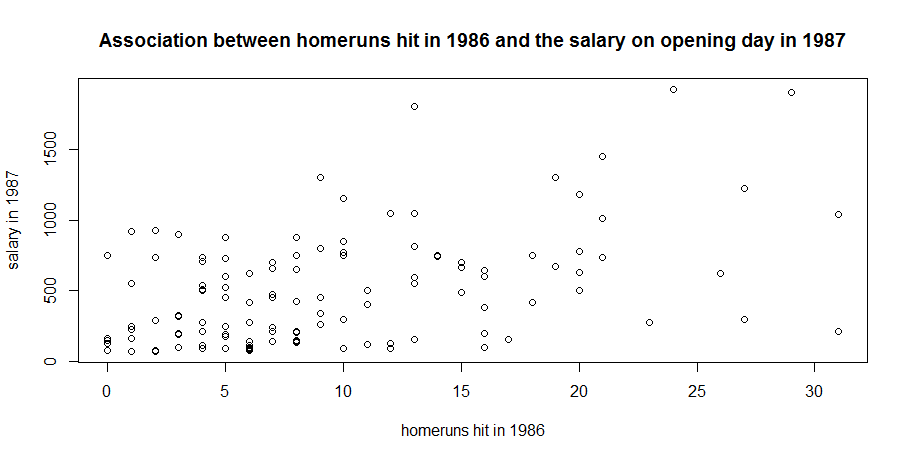 Association between homeruns hit in 1986 and the salary on opening day in 1987
salary in 1987
1500
1000
500
0
0 5 10 15 20 25 30
homeruns hit in 1986